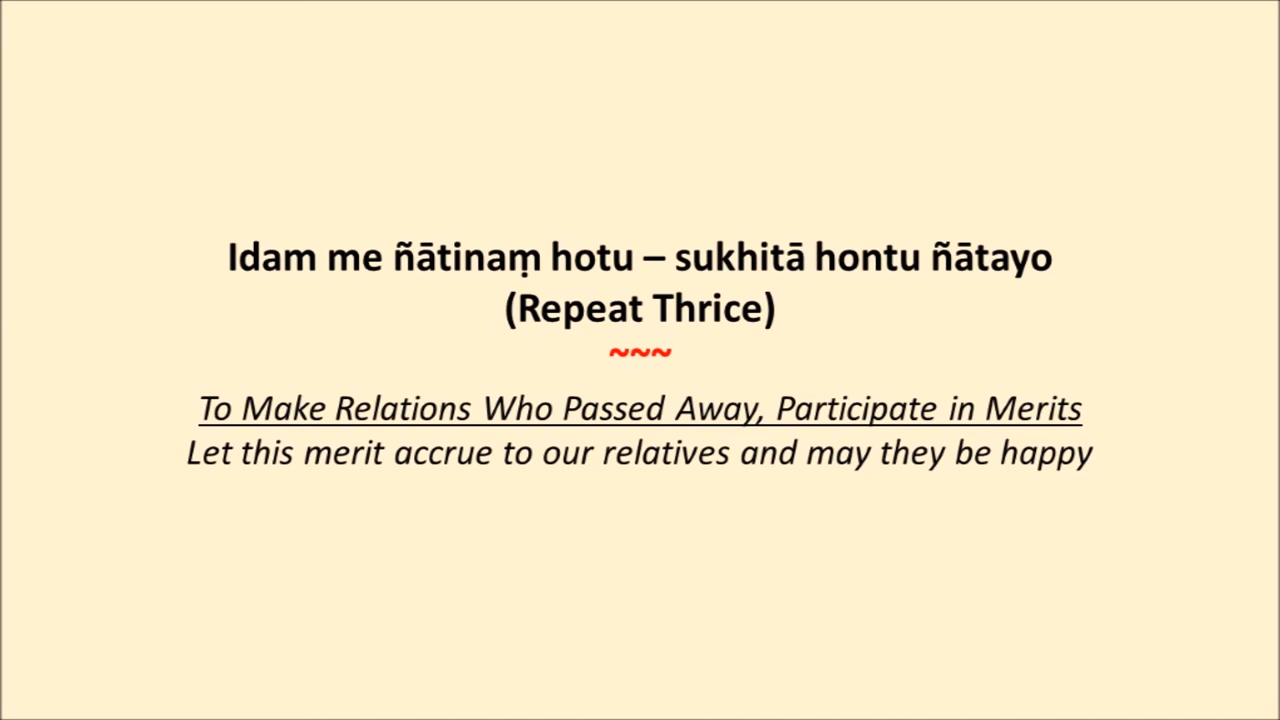 Idam me ñātinaṃ hotu – sukhitā hontu ñātayo
(Repeat Thrice)
~~~
To Make Relations Who Passed Away, Participate in Merits
Let this merit accrue to our relatives and may they be happy